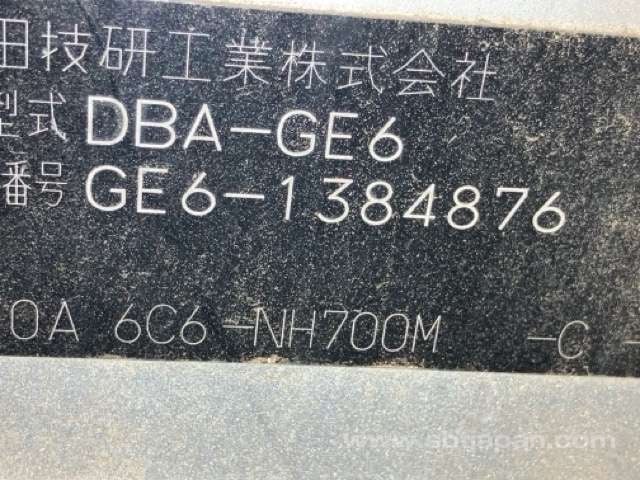 田技研工業株式会社
型式 DBA-GE6
番号 GE6-1384876
0A 6C6-NH700M -C -
www.sbtjapan.com